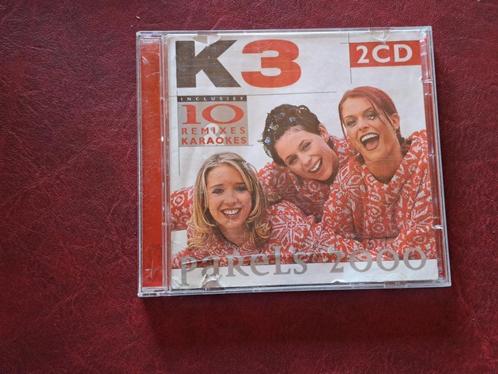 K3
2CD
INCLUSIEF
10
REMIXES
KARAOKES
PARELS 2000